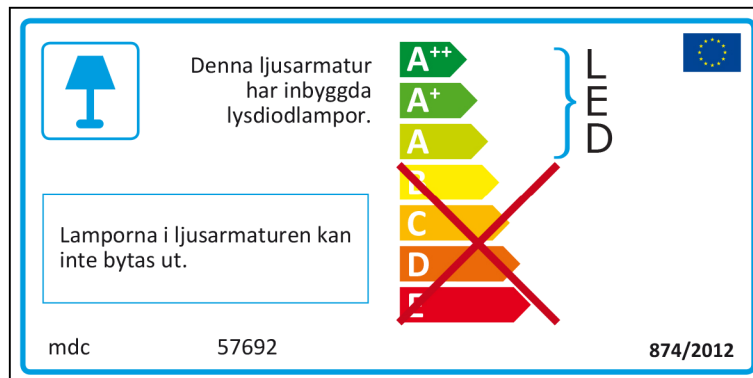 Denna ljusarmatur
har inbyggda
lysdiodlampor.
Lamporna i ljusarmaturen kan
inte bytas ut.
A++
A+
A
B
C
D
E
L
E
D
mdc 57692
874/2012